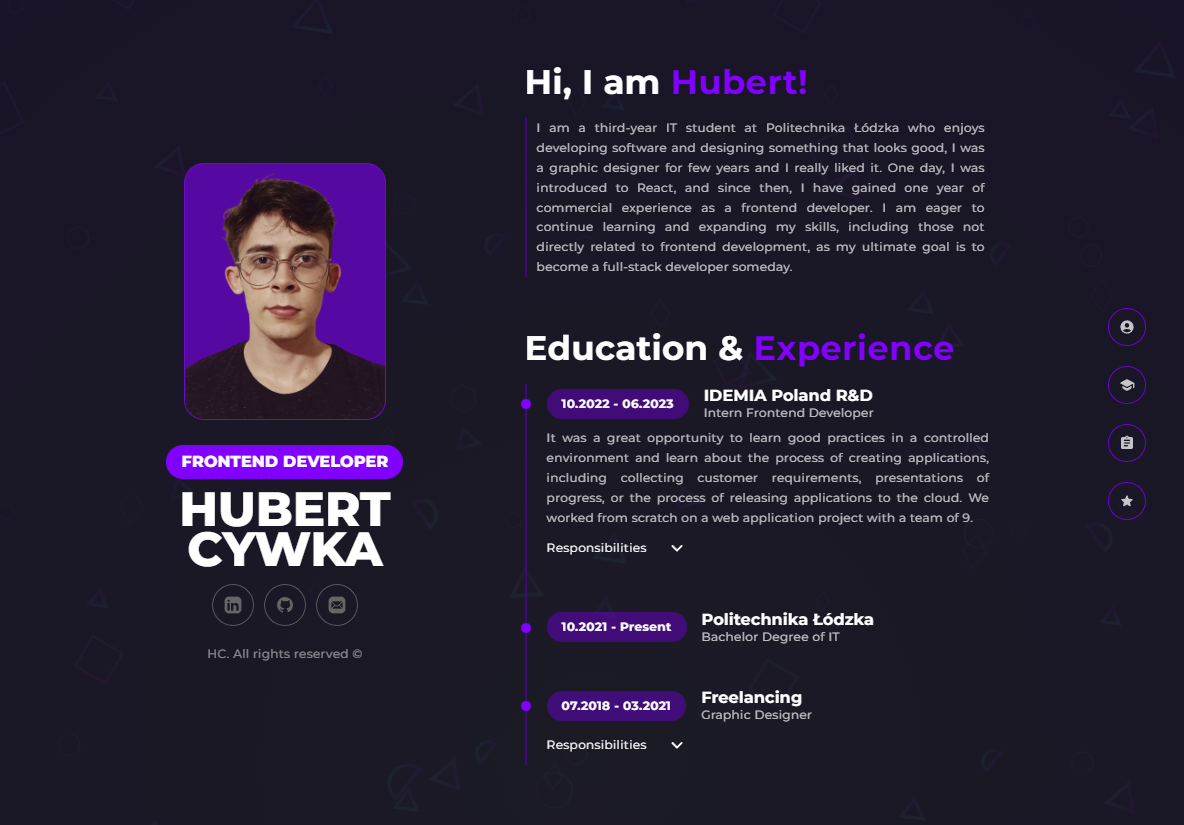 FRONTEND DEVELOPER
HUBERT
CYWKA
HC. All rights reserved ©
Hi, I am Hubert!
I am a third-year IT student at Politechnika Łódzka who enjoys
developing software and designing something that looks good, I was
a graphic designer for few years and I really liked it. One day, I was
introduced to React, and since then, I have gained one year of
commercial experience as a frontend developer. I am eager to
continue learning and expanding my skills, including those not
directly related to frontend development, as my ultimate goal is to
become a full-stack developer someday.
Education & Experience
10.2022 - 06.2023
IDEMIA Poland R&D
Intern Frontend Developer
It was a great opportunity to learn good practices in a controlled
environment and learn about the process of creating applications,
including collecting customer requirements, presentations of
progress, or the process of releasing applications to the cloud. We
worked from scratch on a web application project with a team of 9.
Responsibilities
10.2021 - Present
Politechnika Łódzka
Bachelor Degree of IT
07.2018 - 03.2021
Freelancing
Graphic Designer
Responsibilities